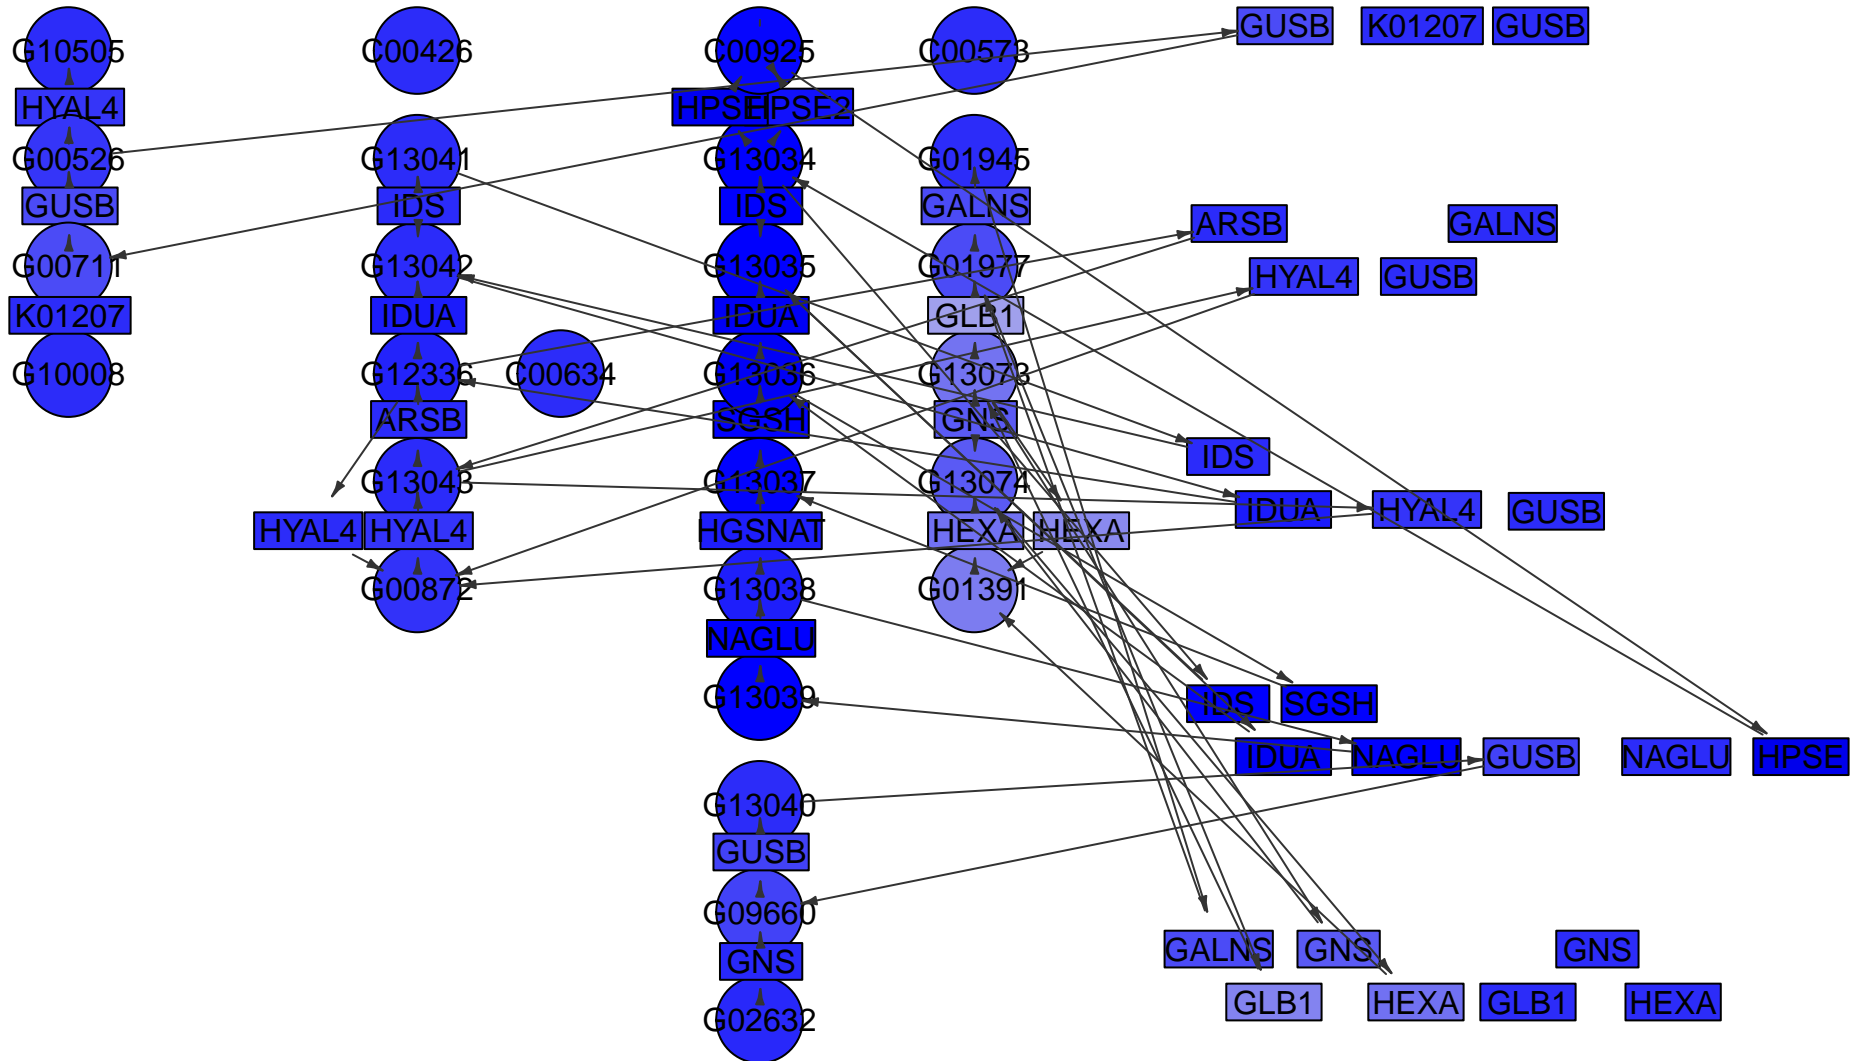 G10505 C00426 C00925 C00573 GUSB K01207 GUSB
HYAL4 HPSE HPSE2
G00526 G13041 G13034 G01945
GUSB IDS IDS GALNS ARSB GALNS
G00711 G13042 G13035 G01977 HYAL4 GUSB
K01207 IDUA IDUA GLB1
G10008 G12336 C00634 G13036 G13073
ARSB SGSH GNS
IDS
G13043 G13037 G13074
IDUA HYAL4 GUSB
HYAL4 HYAL4 HGSNAT HEXA HEXA
G00872 G13038 G01391
NAGLU
G13039 IDS SGSH
IDUA NAGLU GUSB NAGLU HPSE
G13040
GUSB
G09660
GNS GALNS GNS GNS
GLB1 HEXA GLB1 HEXA
G02632